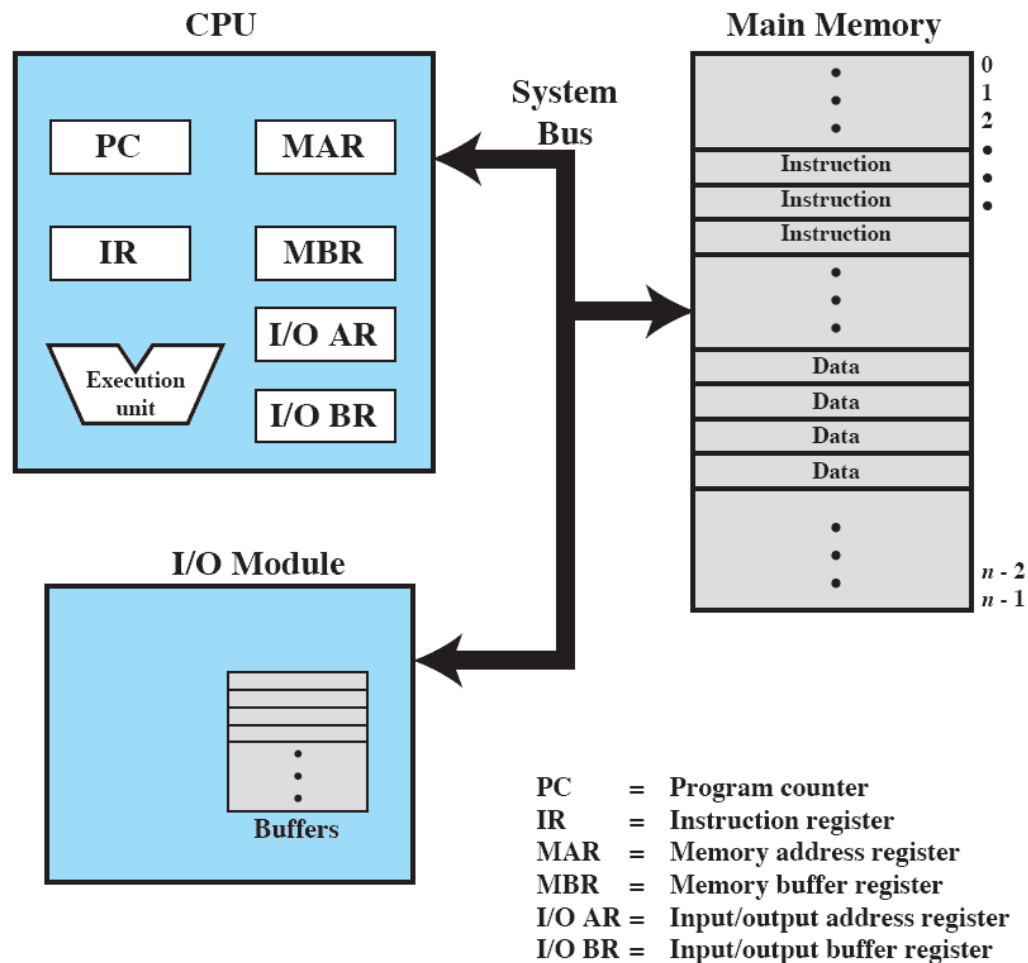 CPU
PC
MAR
IR
MBR
I/O AR
Execution
unit
I/O BR
System
Bus
Main Memory
0
1
2
Instruction
Instruction
Instruction
Data
Data
Data
Data
n - 2
n - 1
I/O Module
Buffers
PC = Program counter
IR = Instruction register
MAR = Memory address register
MBR = Memory buffer register
I/O AR = Input/output address register
I/O BR = Input/output buffer register